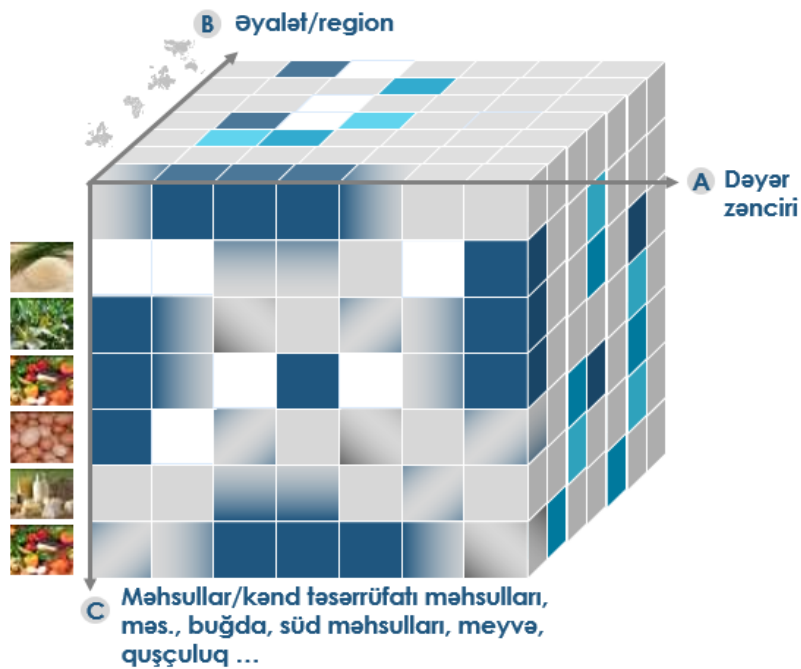 B Əyalət/region
A Dəyər
zənciri
C Məhsullar/kənd təsərrüfatı məhsulları,
məs., buğda, süd məhsulları, meyvə,
quşçuluq ...